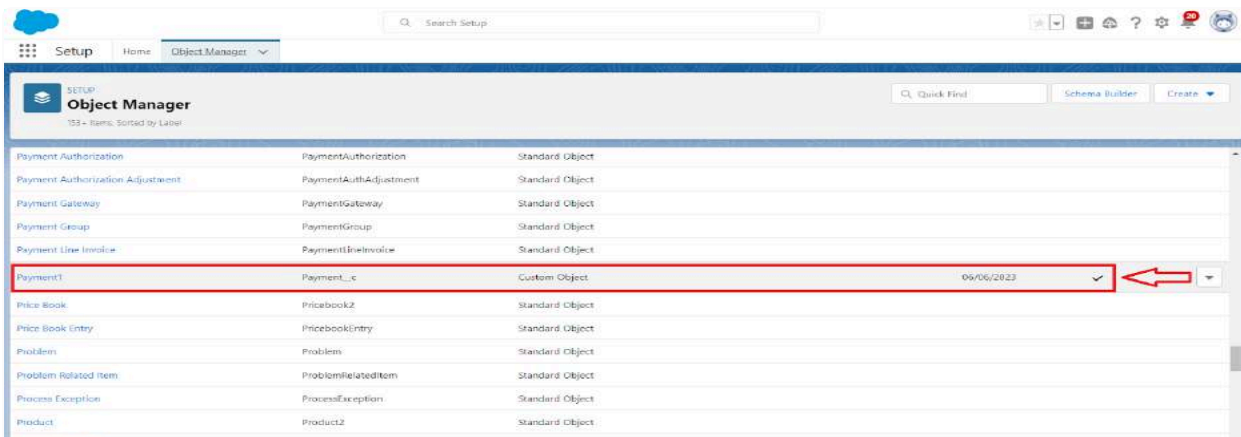 Search Setup
20
Setup Home Object Manager
SETUP
Object Manager
153+ Items, Sorted by Label
Quick Find
Schema Builder
Create
Payment Authorization PaymentAuthorization Standard Object
Payment Authorization Adjustment PaymentAuthAdjustment Standard Object
Payment Gateway PaymentGateway Standard Object
Payment Group PaymentGroup Standard Object
Payment Line Invoice PaymentLineInvoice Standard Object
Payment1 Payment__c Custom Object 06/06/2023
Price Book Pricebook2 Standard Object
Price Book Entry PricebookEntry Standard Object
Problem Problem Standard Object
Problem Related Item ProblemRelatedItem Standard Object
Process Exception ProcessException Standard Object
Product Product2 Standard Object